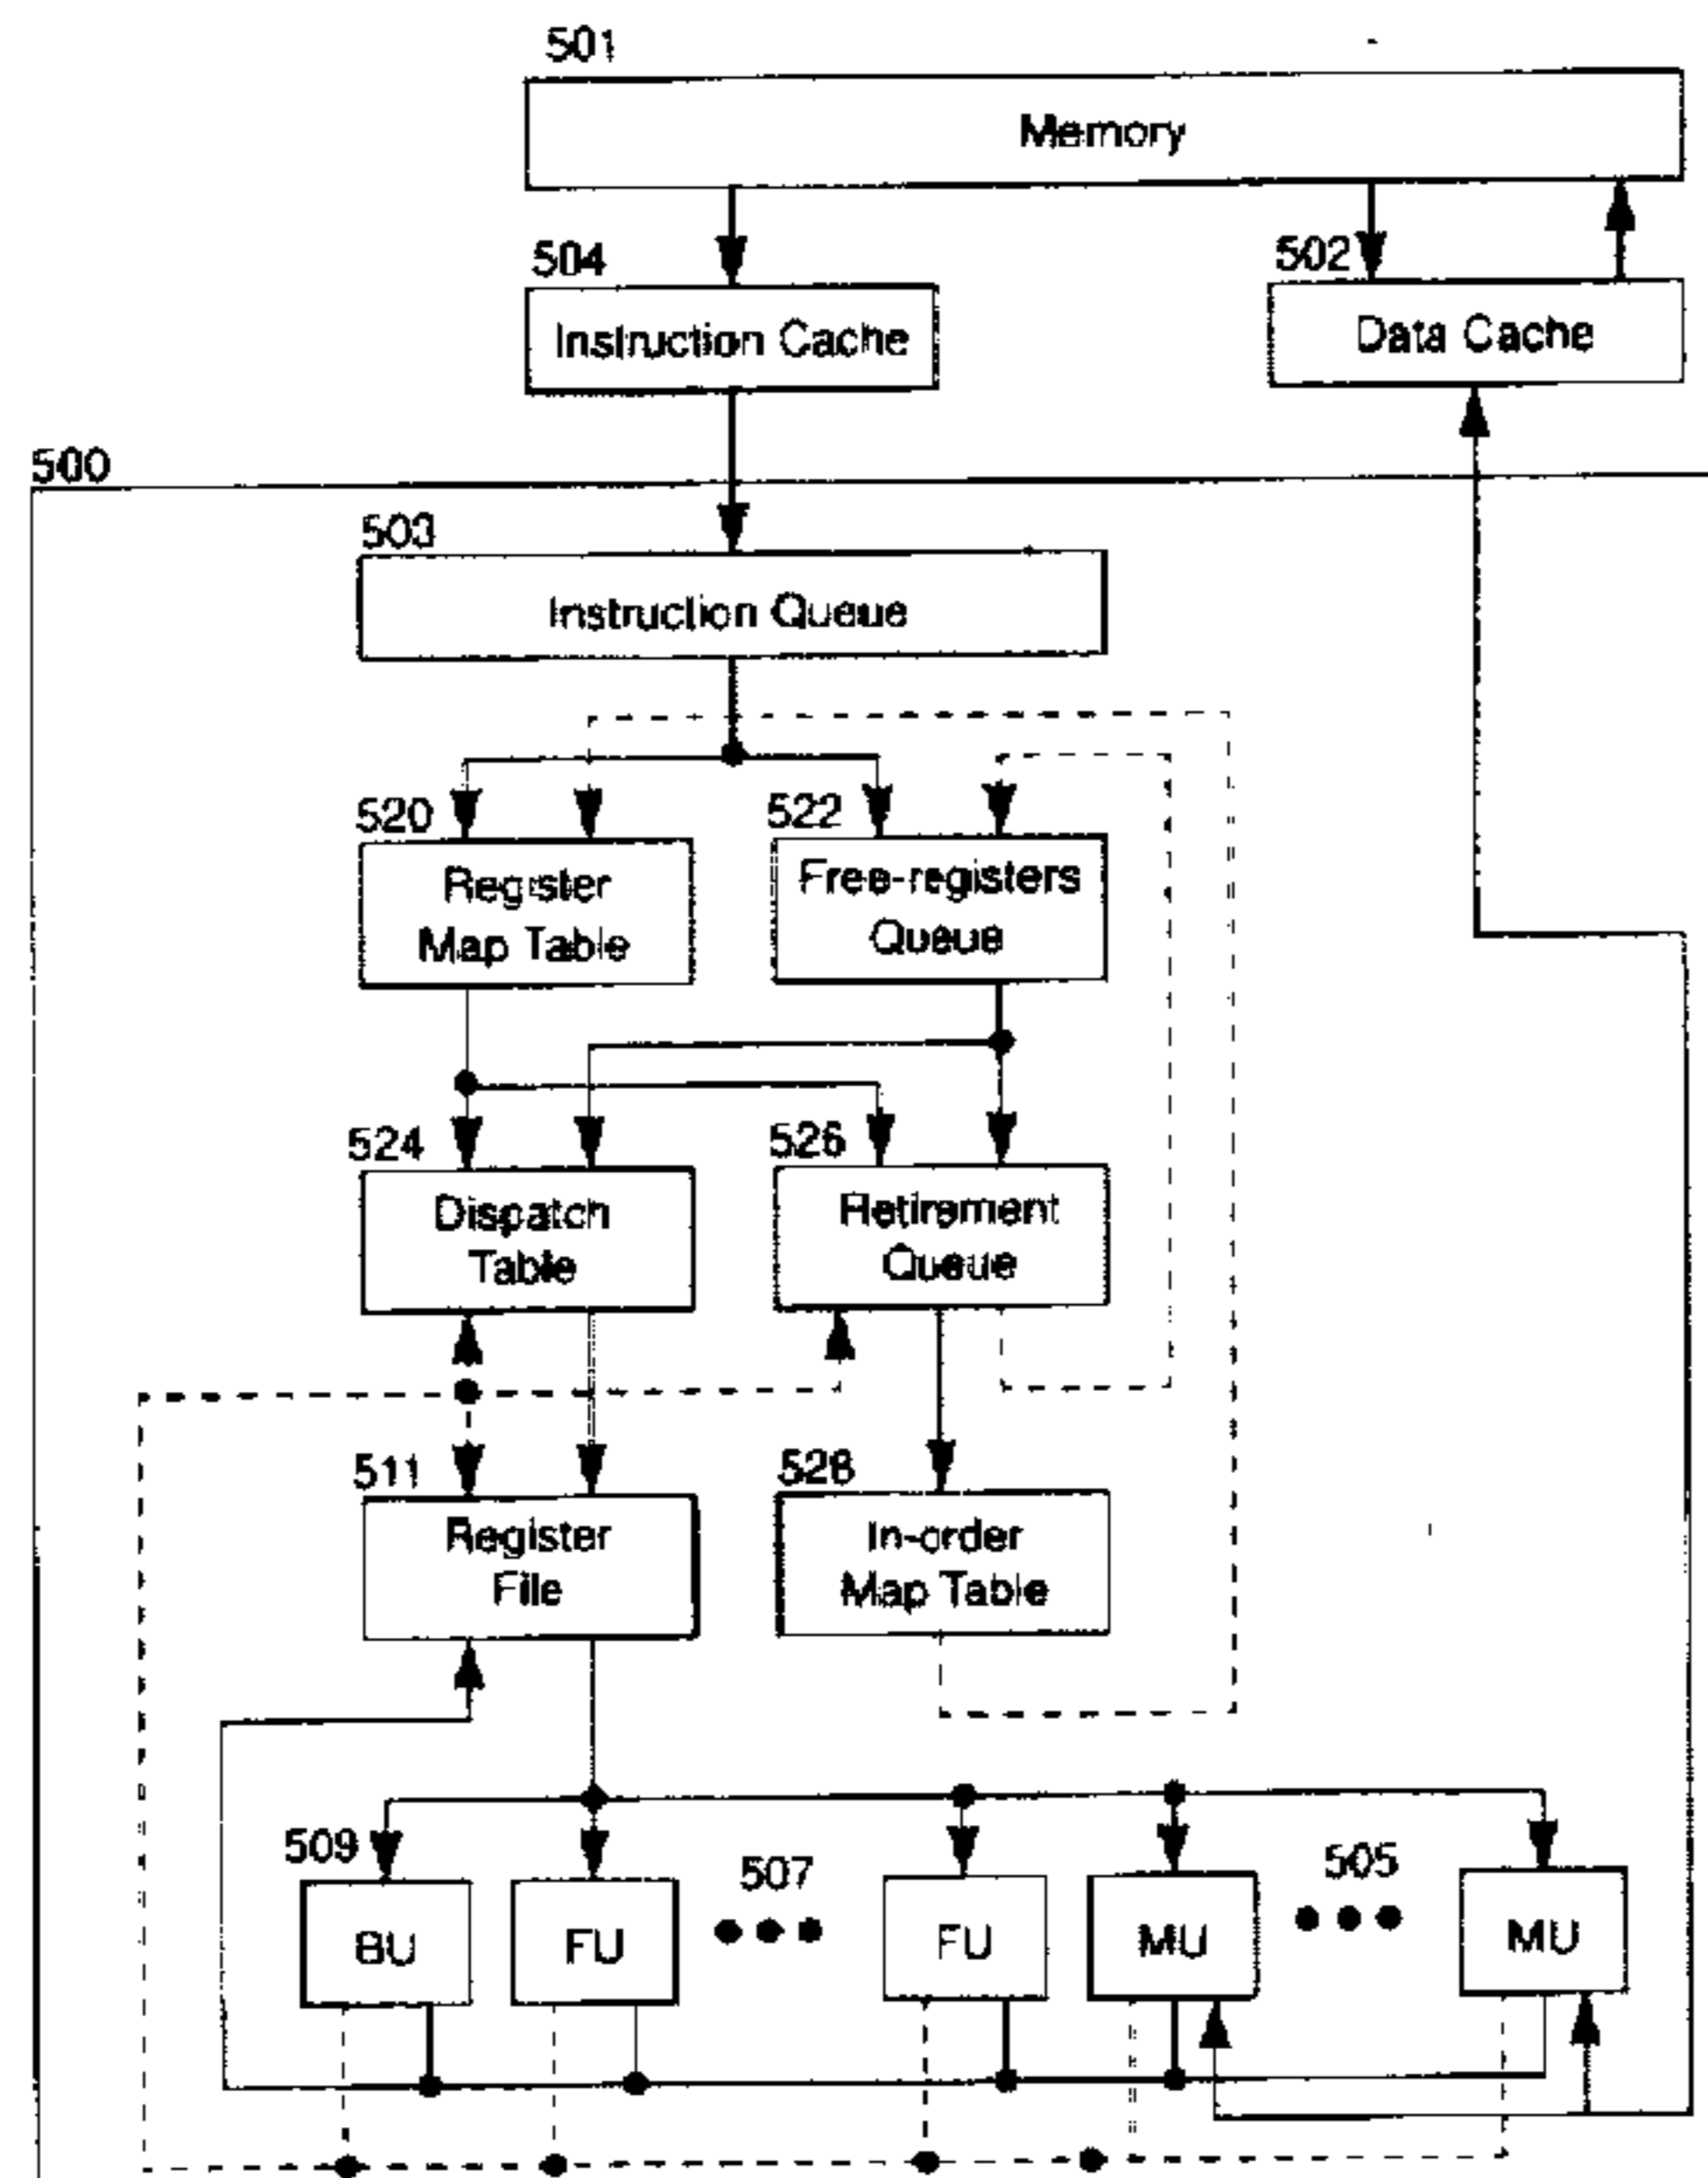 501
Memory
504
502
Instruction Cache
Data Cache
500
503
Instruction Queue
520
522
Register
Map Table
Free-registers
Queue
524
526
Dispatch
Table
Retirement
Queue
511
528
Register
File
In-order
Map Table
509
507
505
BU
FU
FU
MU
MU